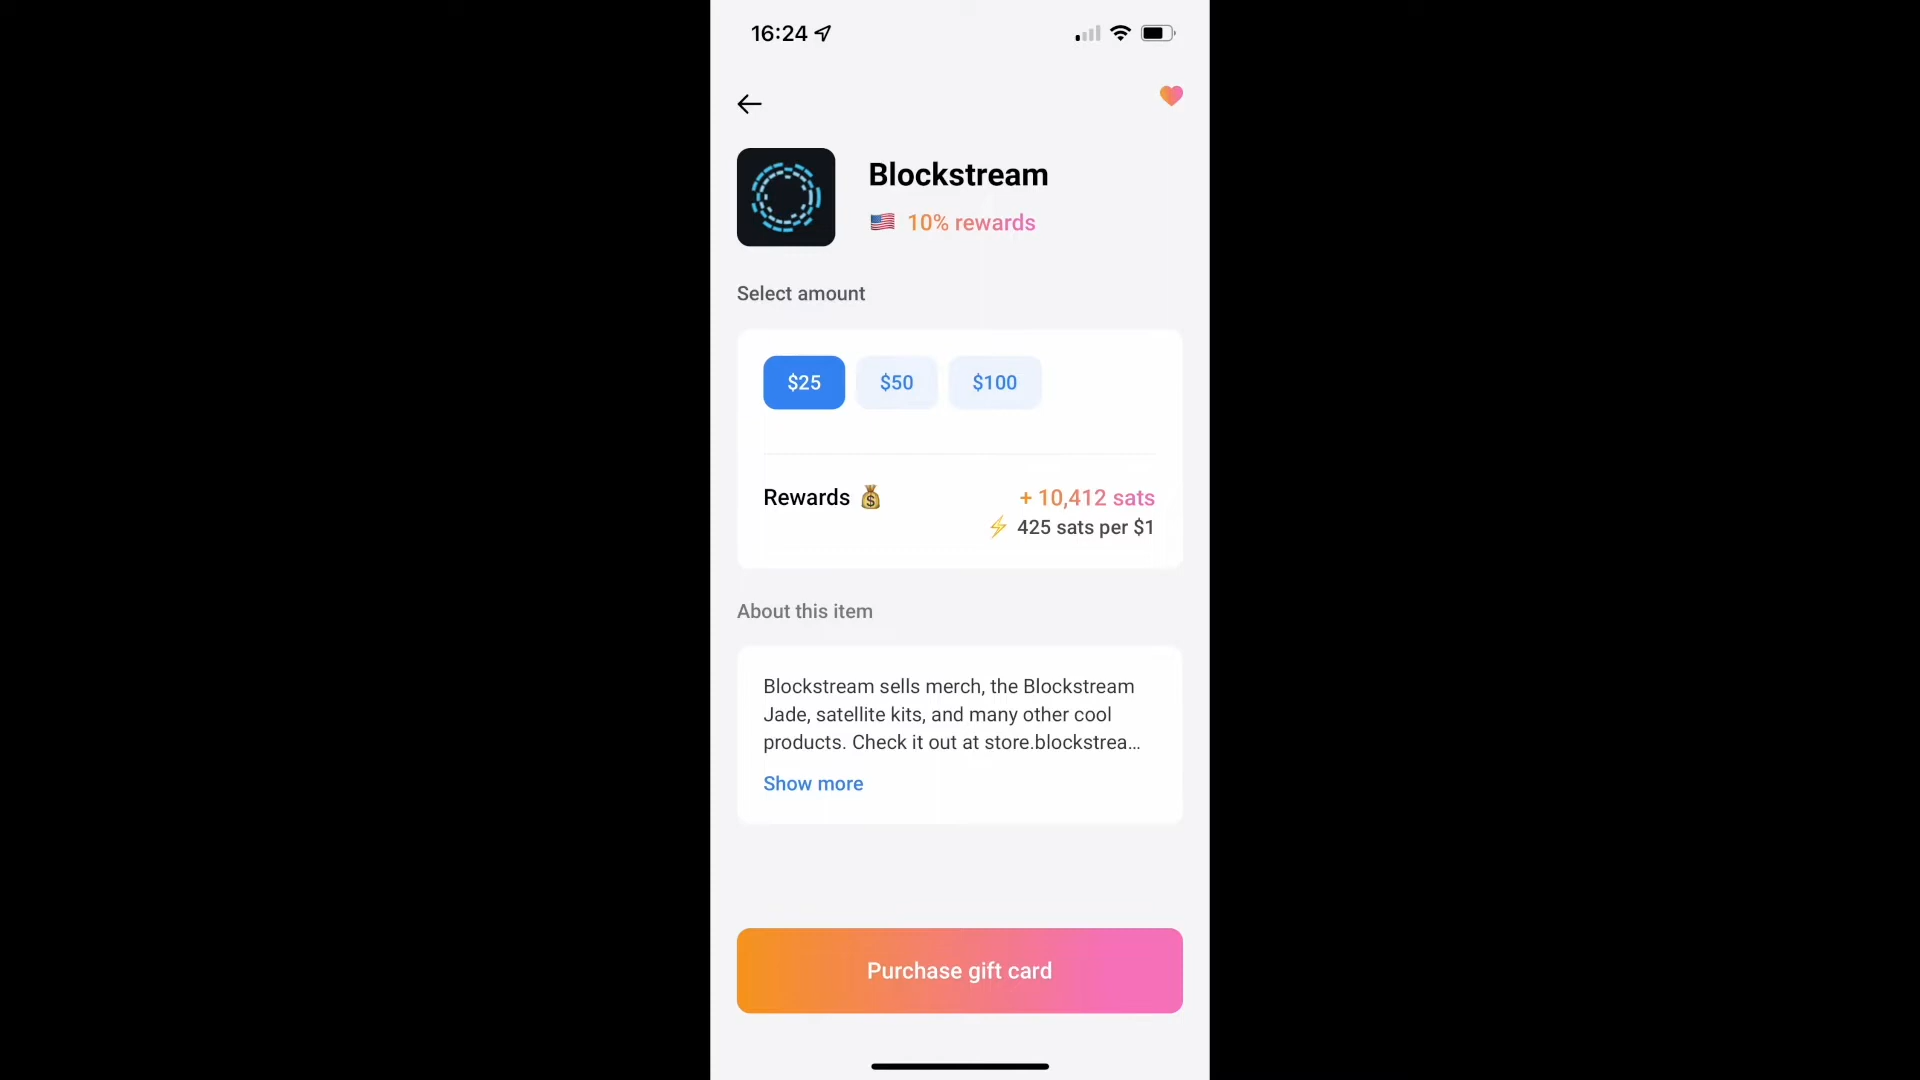 16:24
Blockstream
10% rewards
Select amount
$25 $50 $100
Rewards + 10,412 sats
425 sats per $1
About this item
Blockstream sells merch, the Blockstream
Jade, satellite kits, and many other cool
products. Check it out at store.blockstrea...
Show more
Purchase gift card